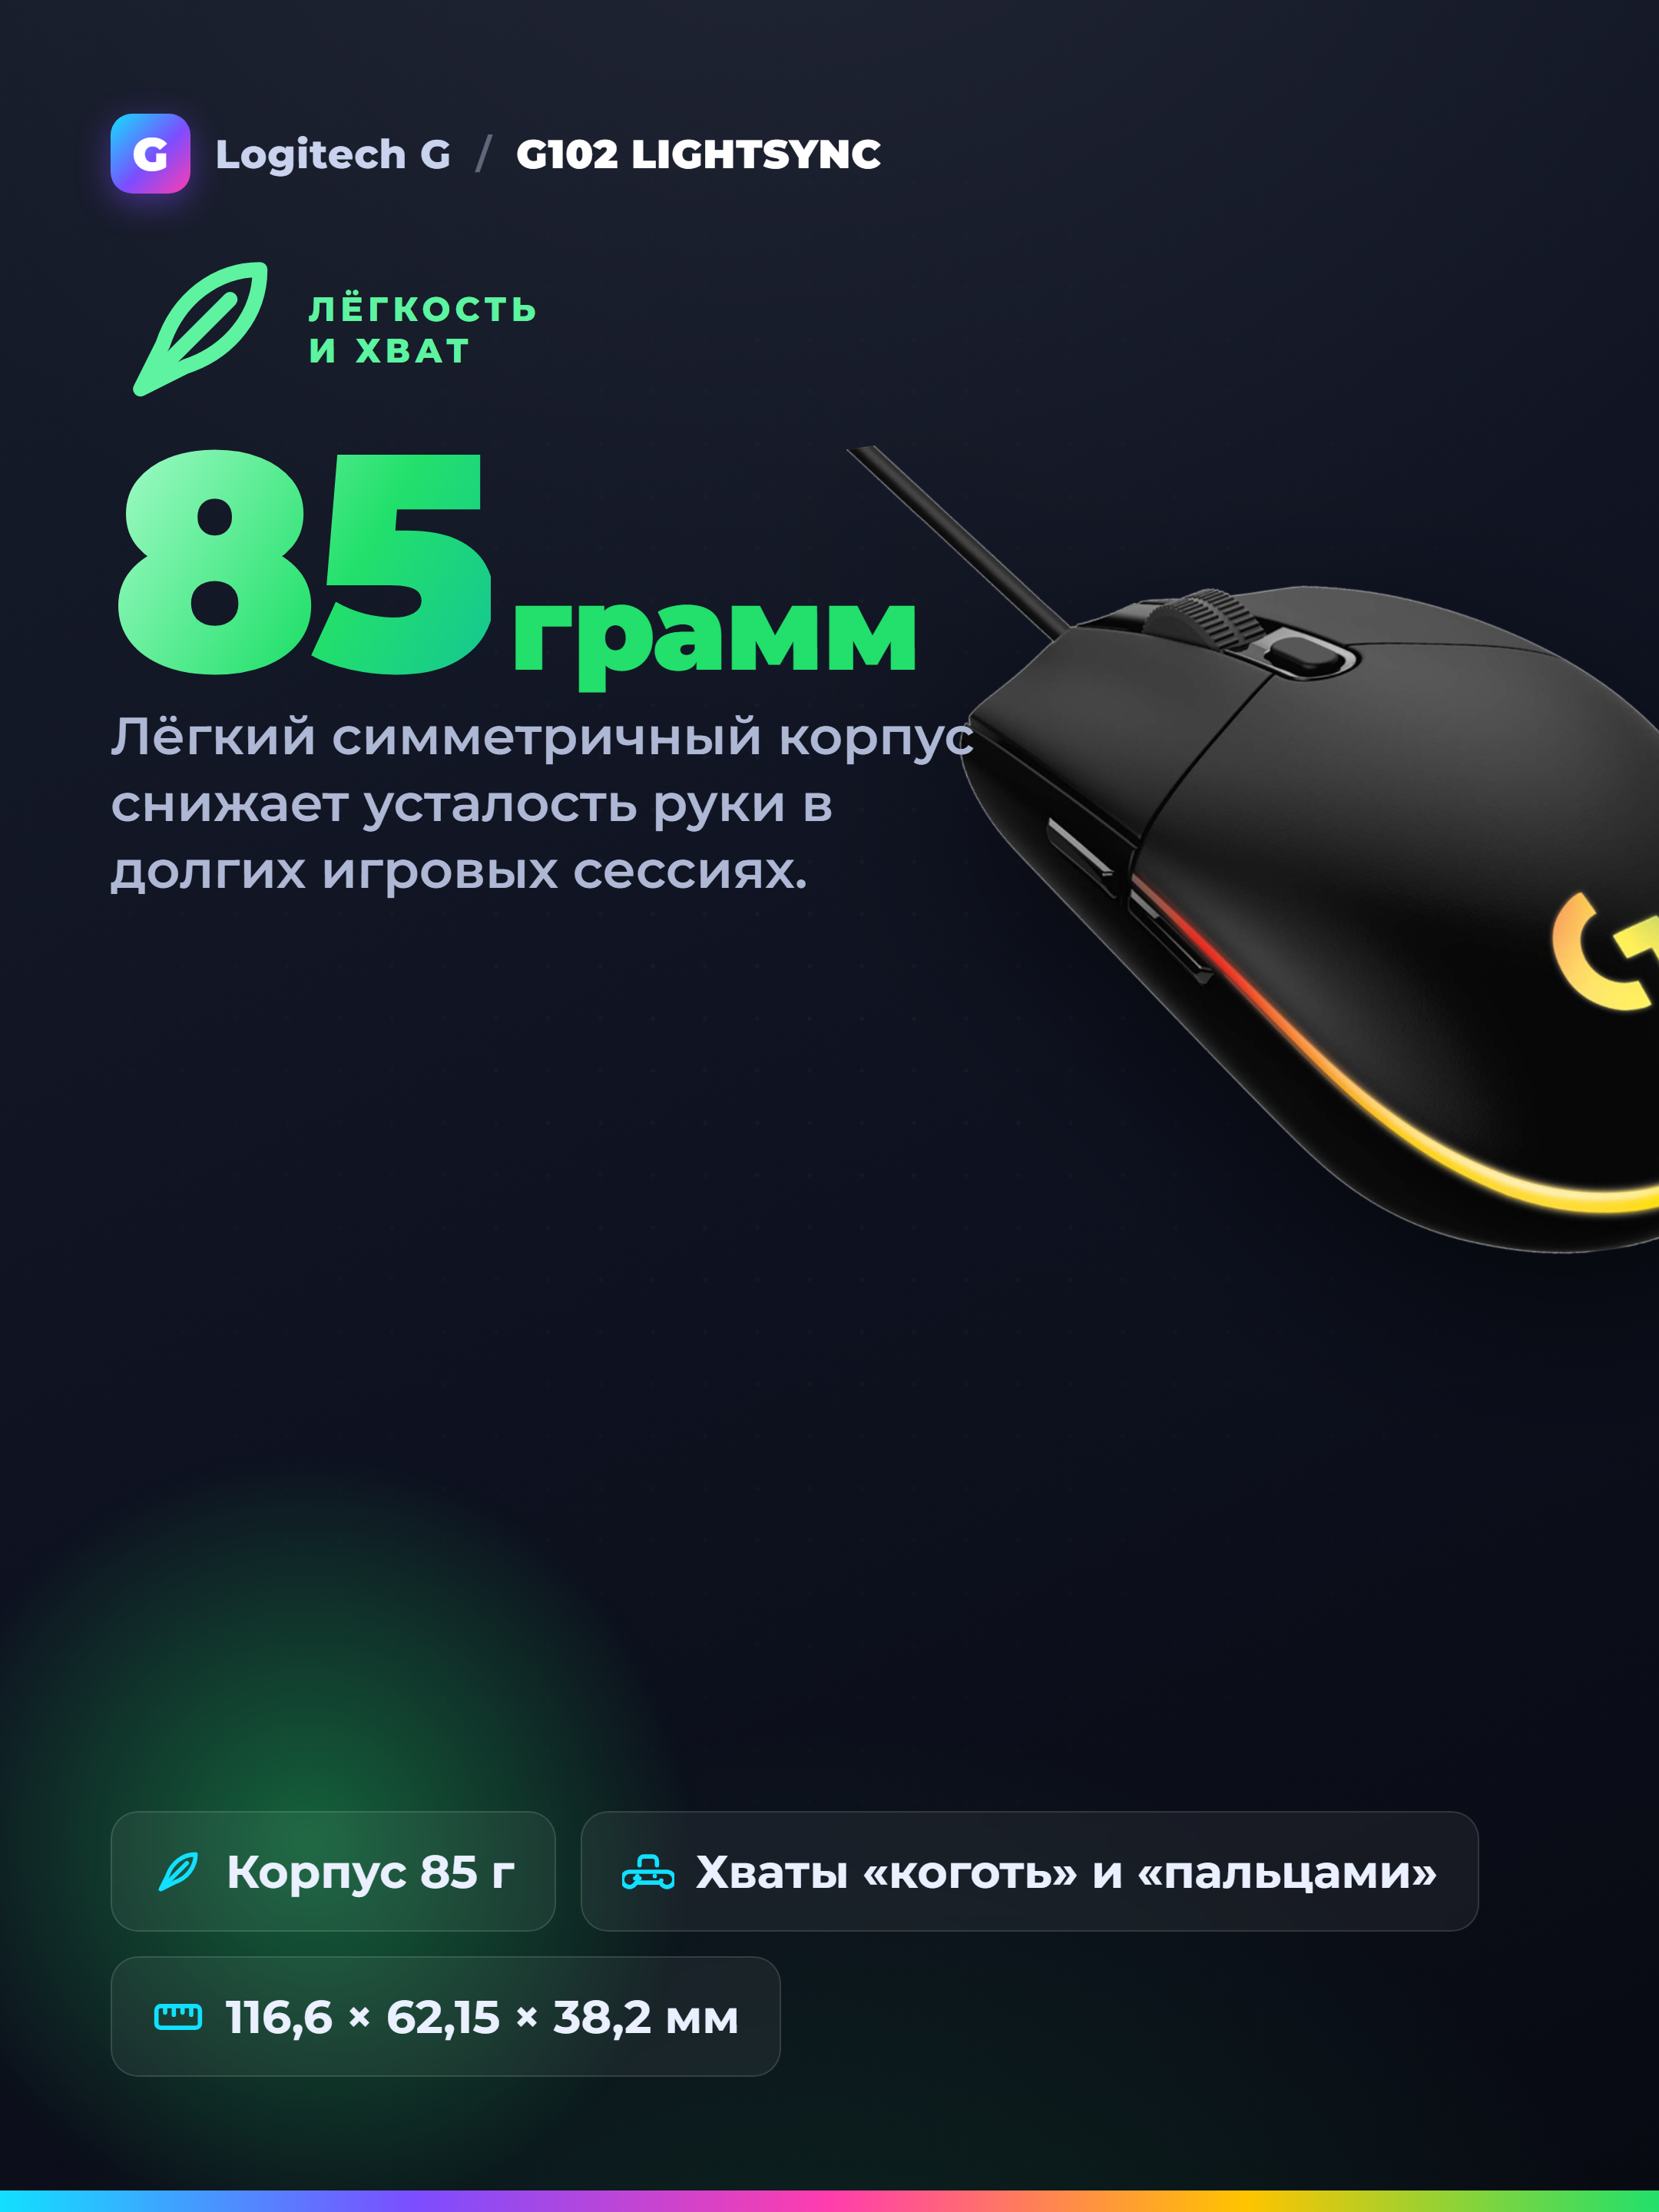 G Logitech G / G102 LIGHTSYNC
ЛЁГКОСТЬ
И ХВАТ
85 грамм
Лёгкий симметричный корпус
снижает усталость руки в
долгих игровых сессиях.
G
Корпус 85 г
Хваты «коготь» и «пальцами»
116,6 × 62,15 × 38,2 мм